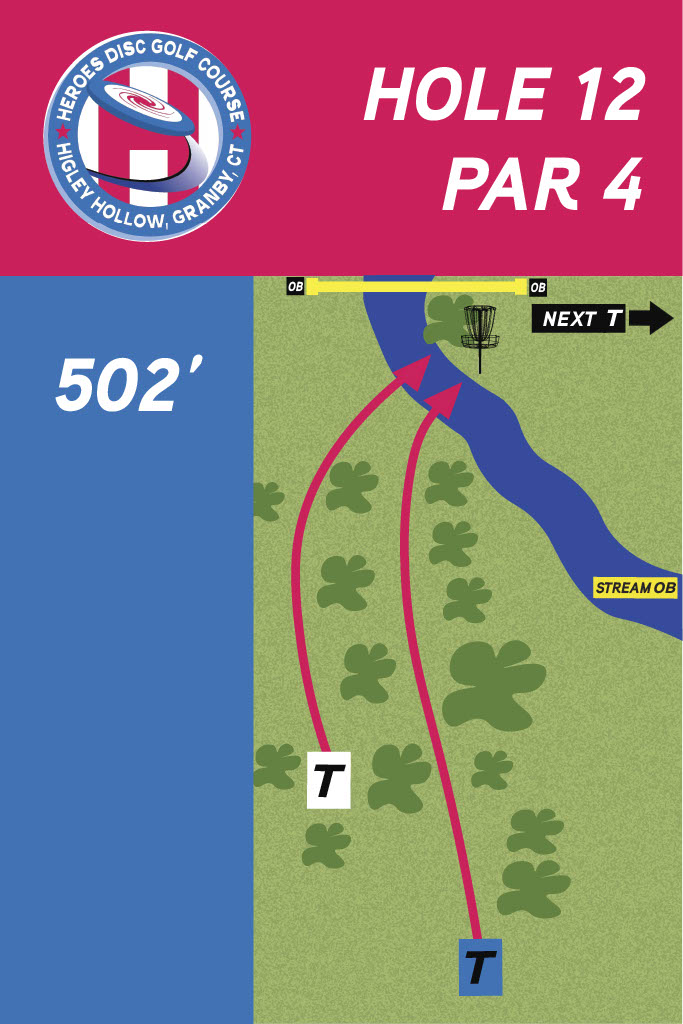 HEROES DISC GOLF COURSE
HIGLEY HOLLOW, GRANBY, CT
HOLE 12
PAR 4
502'
OB
OB
NEXT T
STREAM OB
T
T